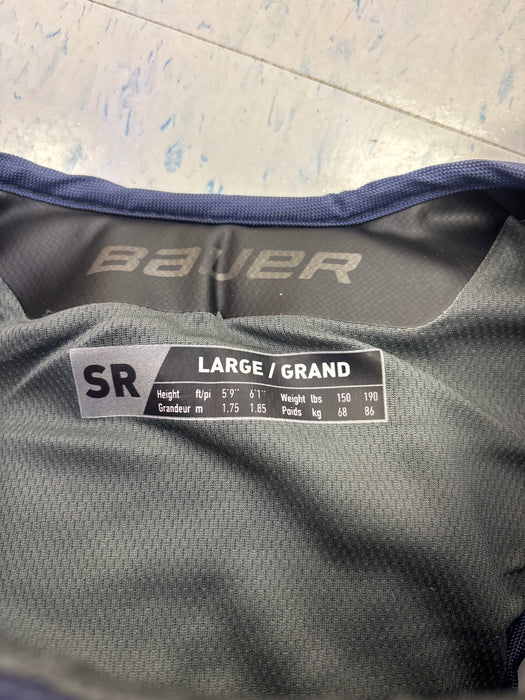 BAUER
SR
LARGE / GRAND
Height ft/pi 5'9" 6'1" Weight lbs 150 190
Grandeur m 1.75 1.85 Poids kg 68 86